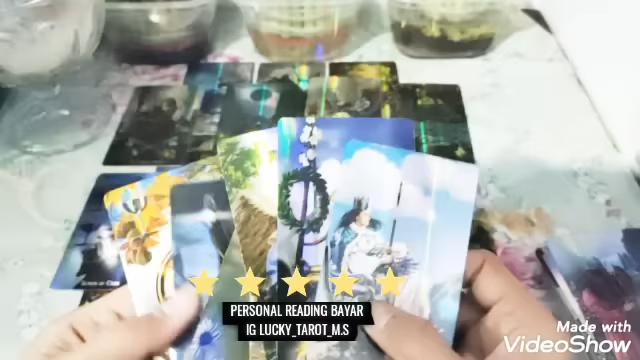 PERSONAL READING BAYAR
IG LUCKY_TAROT_M.S
Made with
VideoShow